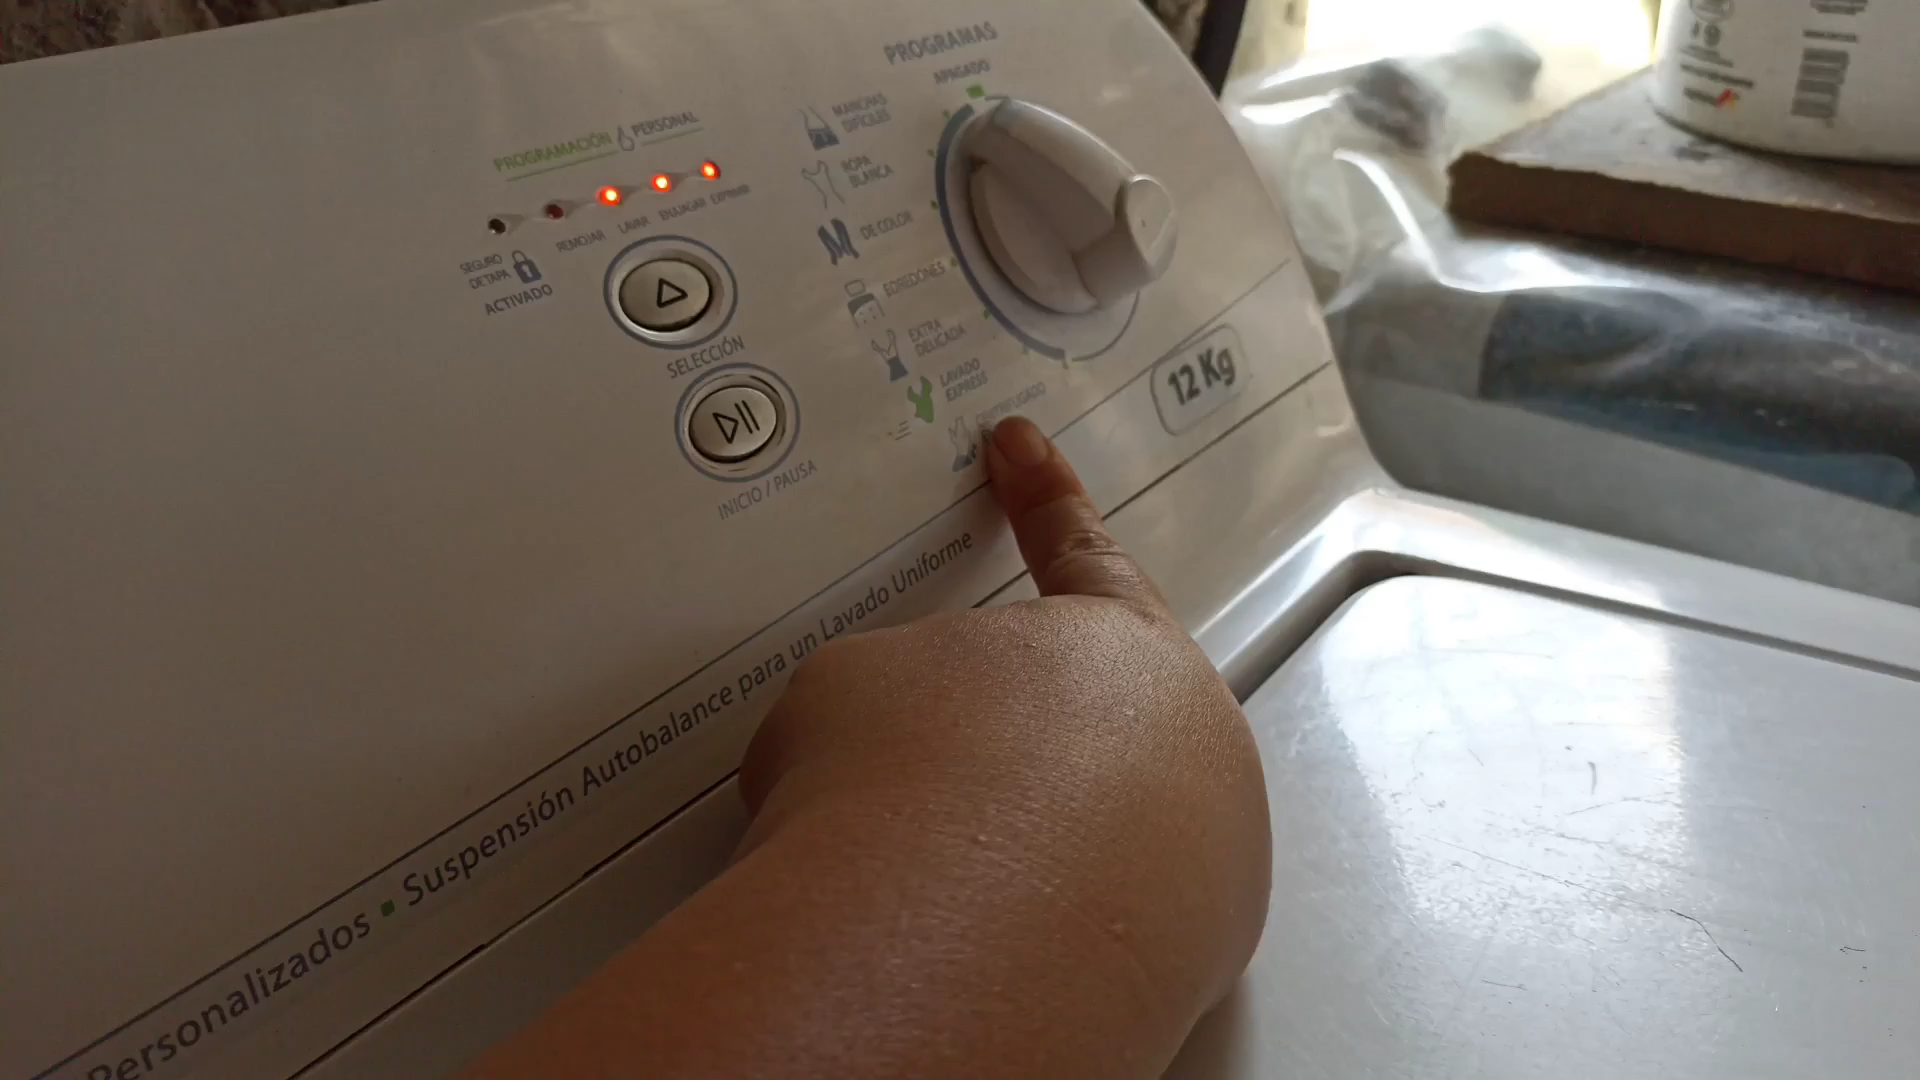 PROGRAMAS
APAGADO
MANCHAS
DIFÍCILES
ROPA
BLANCA
DE COLOR
EDREDONES
EXTRA
DELICADA
LAVADO
EXPRESS
CENTRIFUGADO
PROGRAMACIÓN PERSONAL
REMOJAR LAVAR ENJUAGAR EXPRIMIR
SEGURO
DE TAPA
ACTIVADO
SELECCIÓN
INICIO / PAUSA
12 Kg
Personalizados ▪ Suspensión Autobalance para un Lavado Uniforme